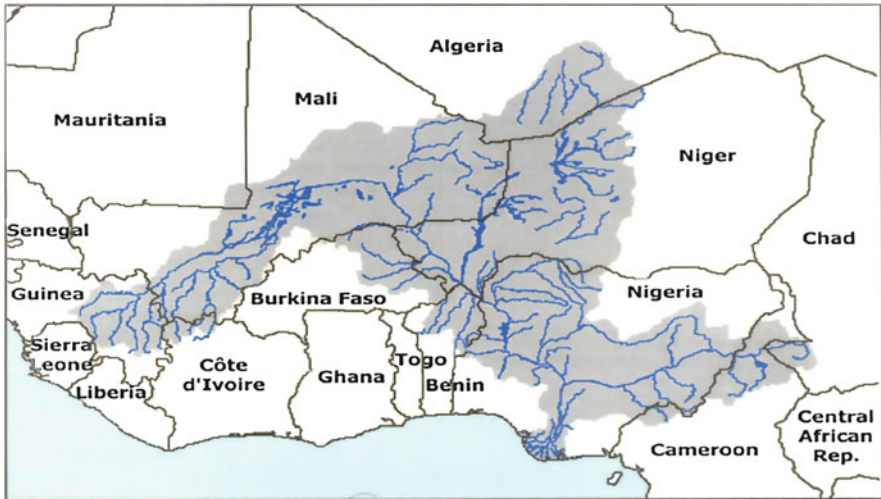 Algeria
Mali
Mauritania
Niger
Senegal
Chad
Guinea
Burkina Faso
Nigeria
Sierra
Leone
Côte
d'Ivoire
Ghana
Togo
Benin
Liberia
Cameroon
Central
African
Rep.